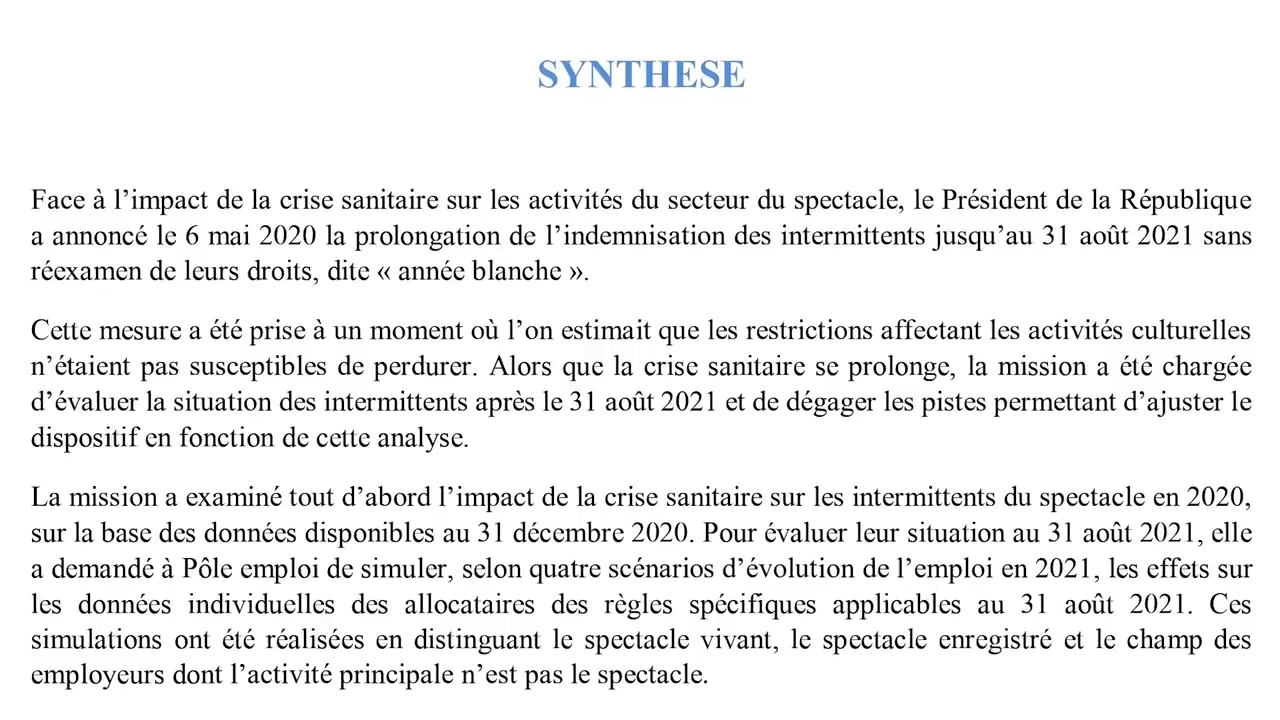 SYNTHESE
Face à l’impact de la crise sanitaire sur les activités du secteur du spectacle, le Président de la République
a annoncé le 6 mai 2020 la prolongation de l’indemnisation des intermittents jusqu’au 31 août 2021 sans
réexamen de leurs droits, dite « année blanche ».
Cette mesure a été prise à un moment où l’on estimait que les restrictions affectant les activités culturelles
n’étaient pas susceptibles de perdurer. Alors que la crise sanitaire se prolonge, la mission a été chargée
d’évaluer la situation des intermittents après le 31 août 2021 et de dégager les pistes permettant d’ajuster le
dispositif en fonction de cette analyse.
La mission a examiné tout d’abord l’impact de la crise sanitaire sur les intermittents du spectacle en 2020,
sur la base des données disponibles au 31 décembre 2020. Pour évaluer leur situation au 31 août 2021, elle
a demandé à Pôle emploi de simuler, selon quatre scénarios d’évolution de l’emploi en 2021, les effets sur
les données individuelles des allocataires des règles spécifiques applicables au 31 août 2021. Ces
simulations ont été réalisées en distinguant le spectacle vivant, le spectacle enregistré et le champ des
employeurs dont l’activité principale n’est pas le spectacle.